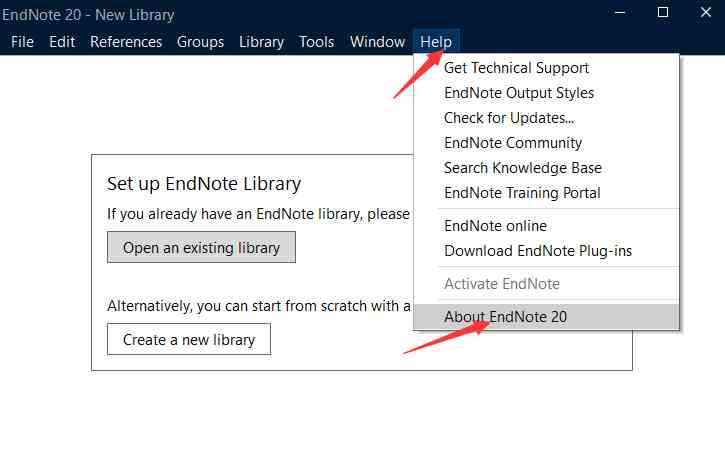 EndNote 20 - New Library
File Edit References Groups Library Tools Window Help
Get Technical Support
EndNote Output Styles
Check for Updates...
EndNote Community
Search Knowledge Base
EndNote Training Portal
EndNote online
Download EndNote Plug-ins
Activate EndNote
About EndNote 20
Set up EndNote Library
If you already have an EndNote library, please
Open an existing library
Alternatively, you can start from scratch with a
Create a new library